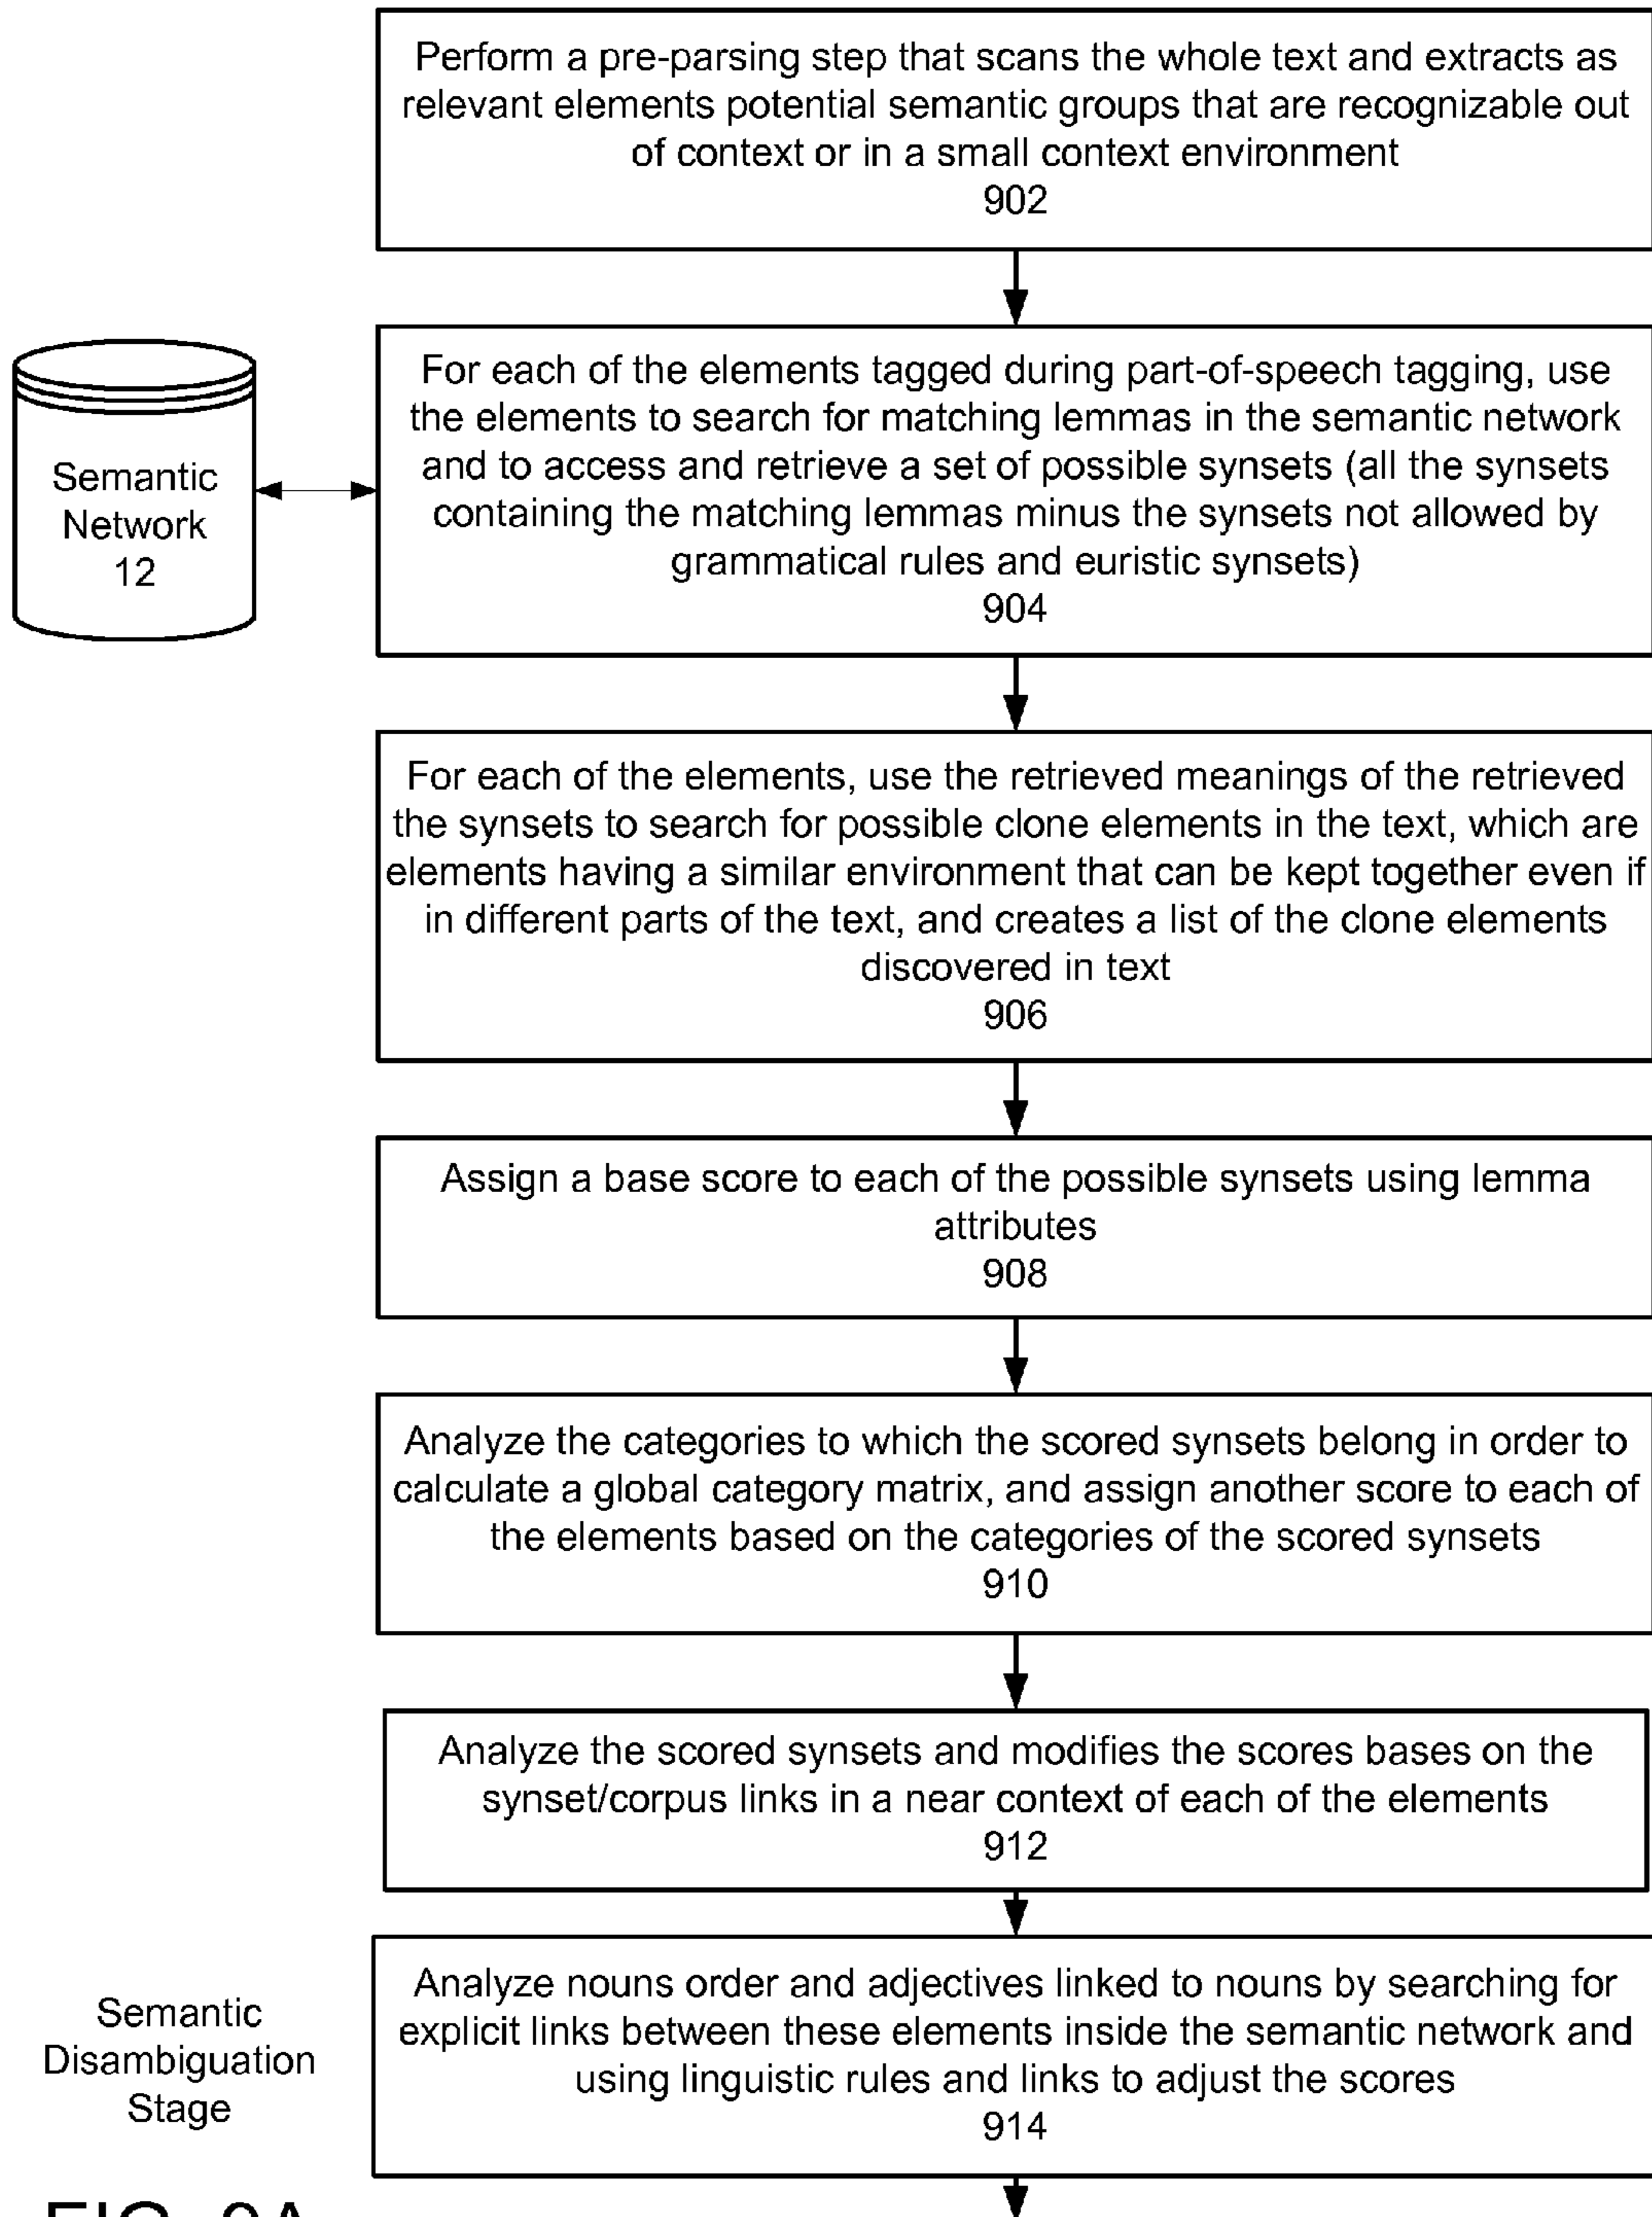 Perform a pre-parsing step that scans the whole text and extracts as
relevant elements potential semantic groups that are recognizable out
of context or in a small context environment
902
For each of the elements tagged during part-of-speech tagging, use
the elements to search for matching lemmas in the semantic network
and to access and retrieve a set of possible synsets (all the synsets
containing the matching lemmas minus the synsets not allowed by
grammatical rules and euristic synsets)
904
Semantic
Network
12
For each of the elements, use the retrieved meanings of the retrieved
the synsets to search for possible clone elements in the text, which are
elements having a similar environment that can be kept together even if
in different parts of the text, and creates a list of the clone elements
discovered in text
906
Assign a base score to each of the possible synsets using lemma
attributes
908
Analyze the categories to which the scored synsets belong in order to
calculate a global category matrix, and assign another score to each of
the elements based on the categories of the scored synsets
910
Analyze the scored synsets and modifies the scores bases on the
synset/corpus links in a near context of each of the elements
912
Analyze nouns order and adjectives linked to nouns by searching for
explicit links between these elements inside the semantic network and
using linguistic rules and links to adjust the scores
914
Semantic
Disambiguation
Stage
FIG. 9A